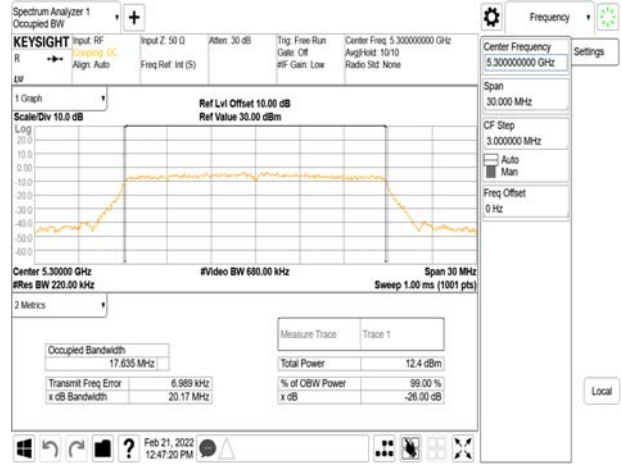 Spectrum Analyzer 1
Occupied BW
+
Frequency
KEYSIGHT
R
Input: RF
Coupling: DC
Align: Auto
Input Z: 50 Ω
Freq Ref: Int (S)
Atten: 30 dB
Trig: Free Run
Gate: Off
#IF Gain: Low
Center Freq: 5.300000000 GHz
Avg|Hold: 10/10
Radio Std: None
Center Frequency
5.300000000 GHz
Settings
Span
30.000 MHz
CF Step
3.000000 MHz
Auto
Man
Freq Offset
0 Hz
1 Graph
Scale/Div 10.0 dB
Ref Lvl Offset 10.00 dB
Ref Value 30.00 dBm
Log
20.0
10.0
0.00
-10.0
-20.0
-30.0
-40.0
-50.0
-60.0
Center 5.30000 GHz
#Video BW 680.00 kHz
Span 30 MHz
#Res BW 220.00 kHz
Sweep 1.00 ms (1001 pts)
2 Metrics
Measure Trace
Trace 1
Occupied Bandwidth
17.635 MHz
Total Power
12.4 dBm
Transmit Freq Error
6.989 kHz
% of OBW Power
99.00 %
x dB Bandwidth
20.17 MHz
x dB
-26.00 dB
Local
?
Feb 21, 2022
12:47:20 PM